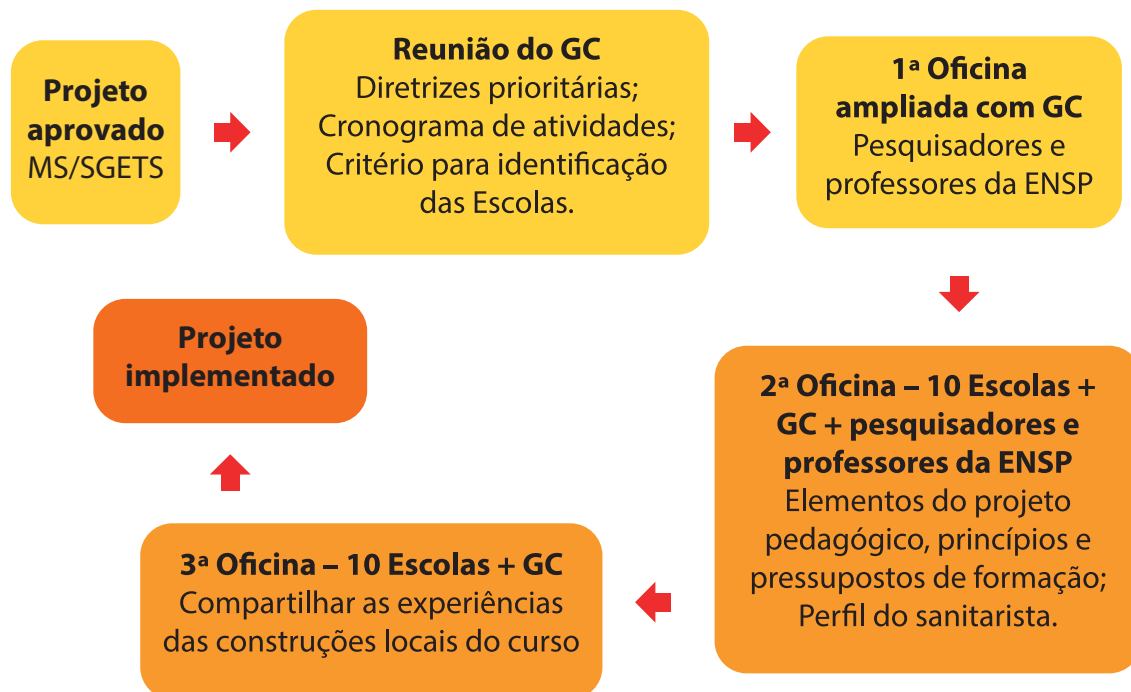 Projeto
aprovado
MS/SGETS
Reunião do GC
Diretrizes prioritárias;
Cronograma de atividades;
Critério para identificação
das Escolas.
1ª Oficina
ampliada com GC
Pesquisadores e
professores da ENSP
2ª Oficina – 10 Escolas +
GC + pesquisadores e
professores da ENSP
Elementos do projeto
pedagógico, princípios e
pressupostos de formação;
Perfil do sanitarista.
3ª Oficina – 10 Escolas + GC
Compartilhar as experiências
das construções locais do curso
Projeto
implementado